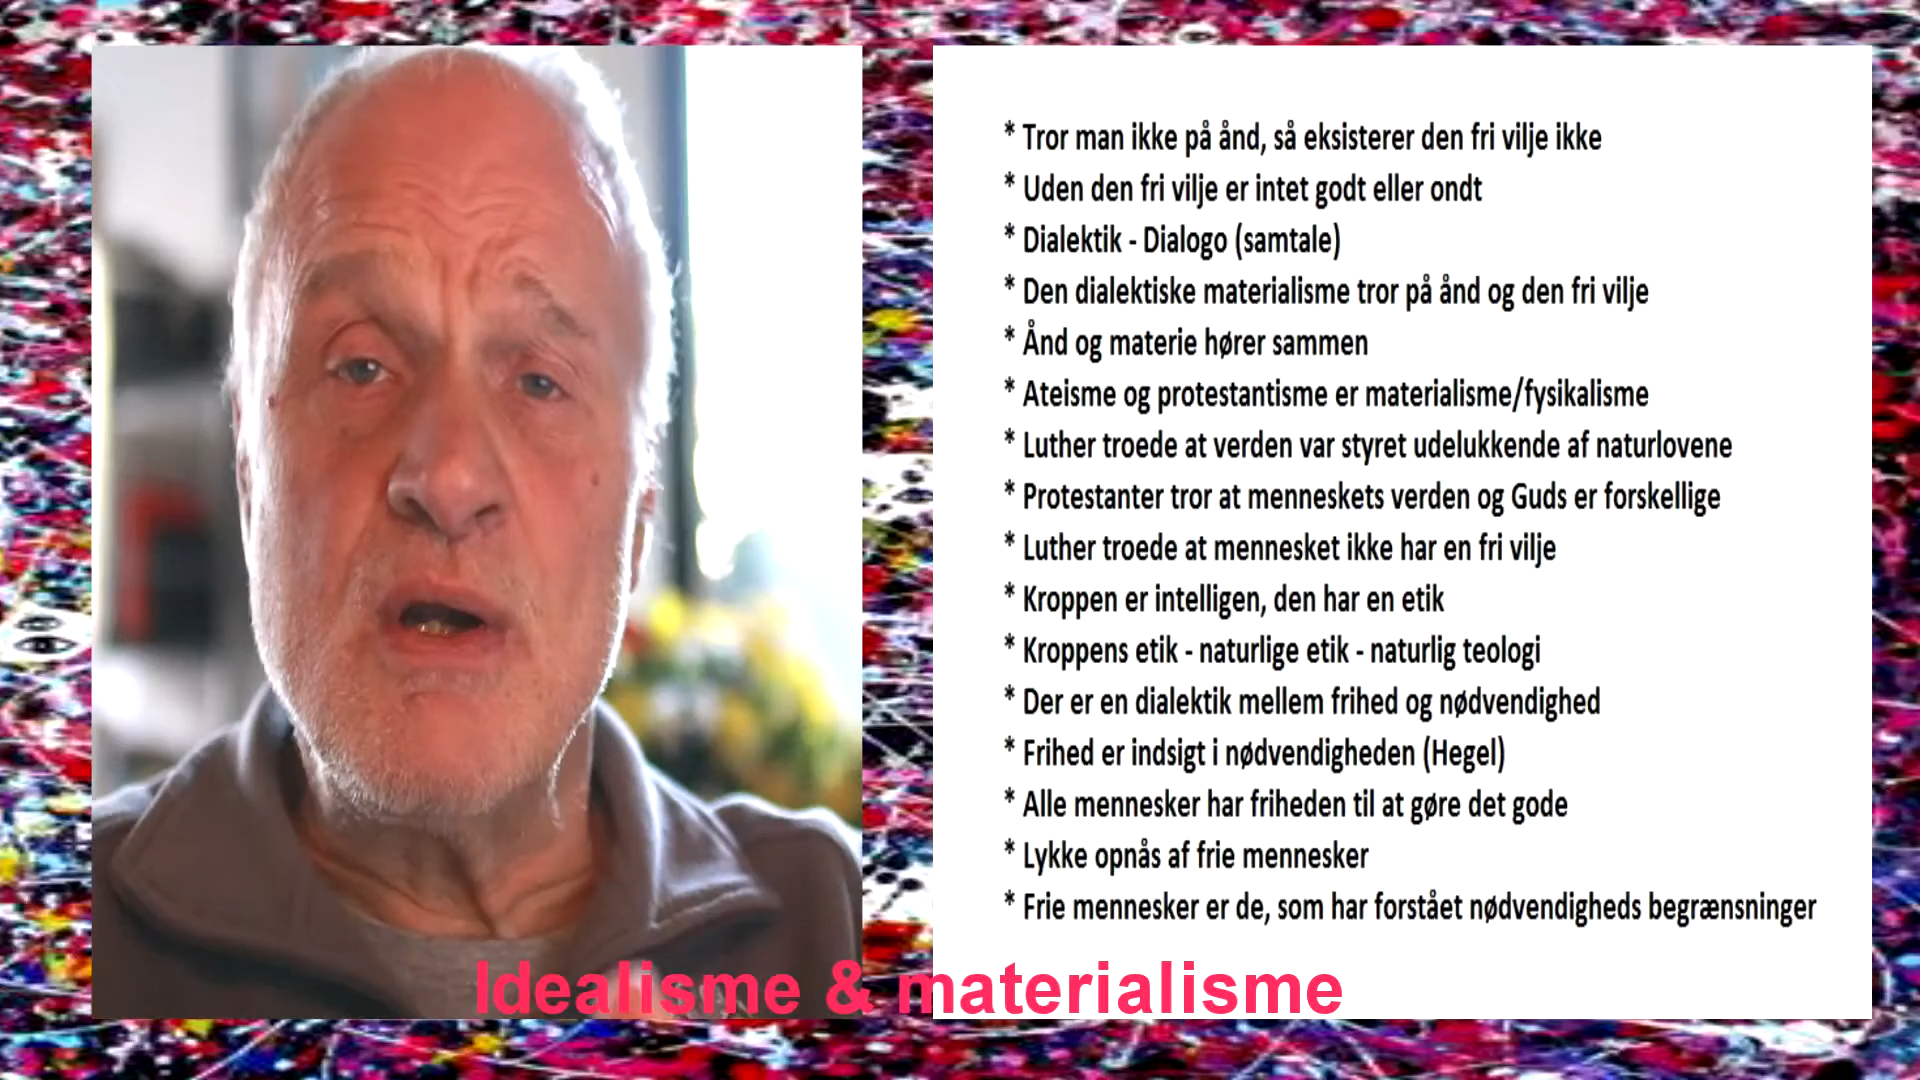 * Tror man ikke på ånd, så eksisterer den fri vilje ikke
* Uden den fri vilje er intet godt eller ondt
* Dialektik - Dialogo (samtale)
* Den dialektiske materialisme tror på ånd og den fri vilje
* Ånd og materie hører sammen
* Ateisme og protestantisme er materialisme/fysikalisme
* Luther troede at verden var styret udelukkende af naturlovene
* Protestanter tror at menneskets verden og Guds er forskellige
* Luther troede at mennesket ikke har en fri vilje
* Kroppen er intelligen, den har en etik
* Kroppens etik - naturlige etik - naturlig teologi
* Der er en dialektik mellem frihed og nødvendighed
* Frihed er indsigt i nødvendigheden (Hegel)
* Alle mennesker har friheden til at gøre det gode
* Lykke opnås af frie mennesker
* Frie mennesker er de, som har forstået nødvendigheds begrænsninger
Idealisme & materialisme